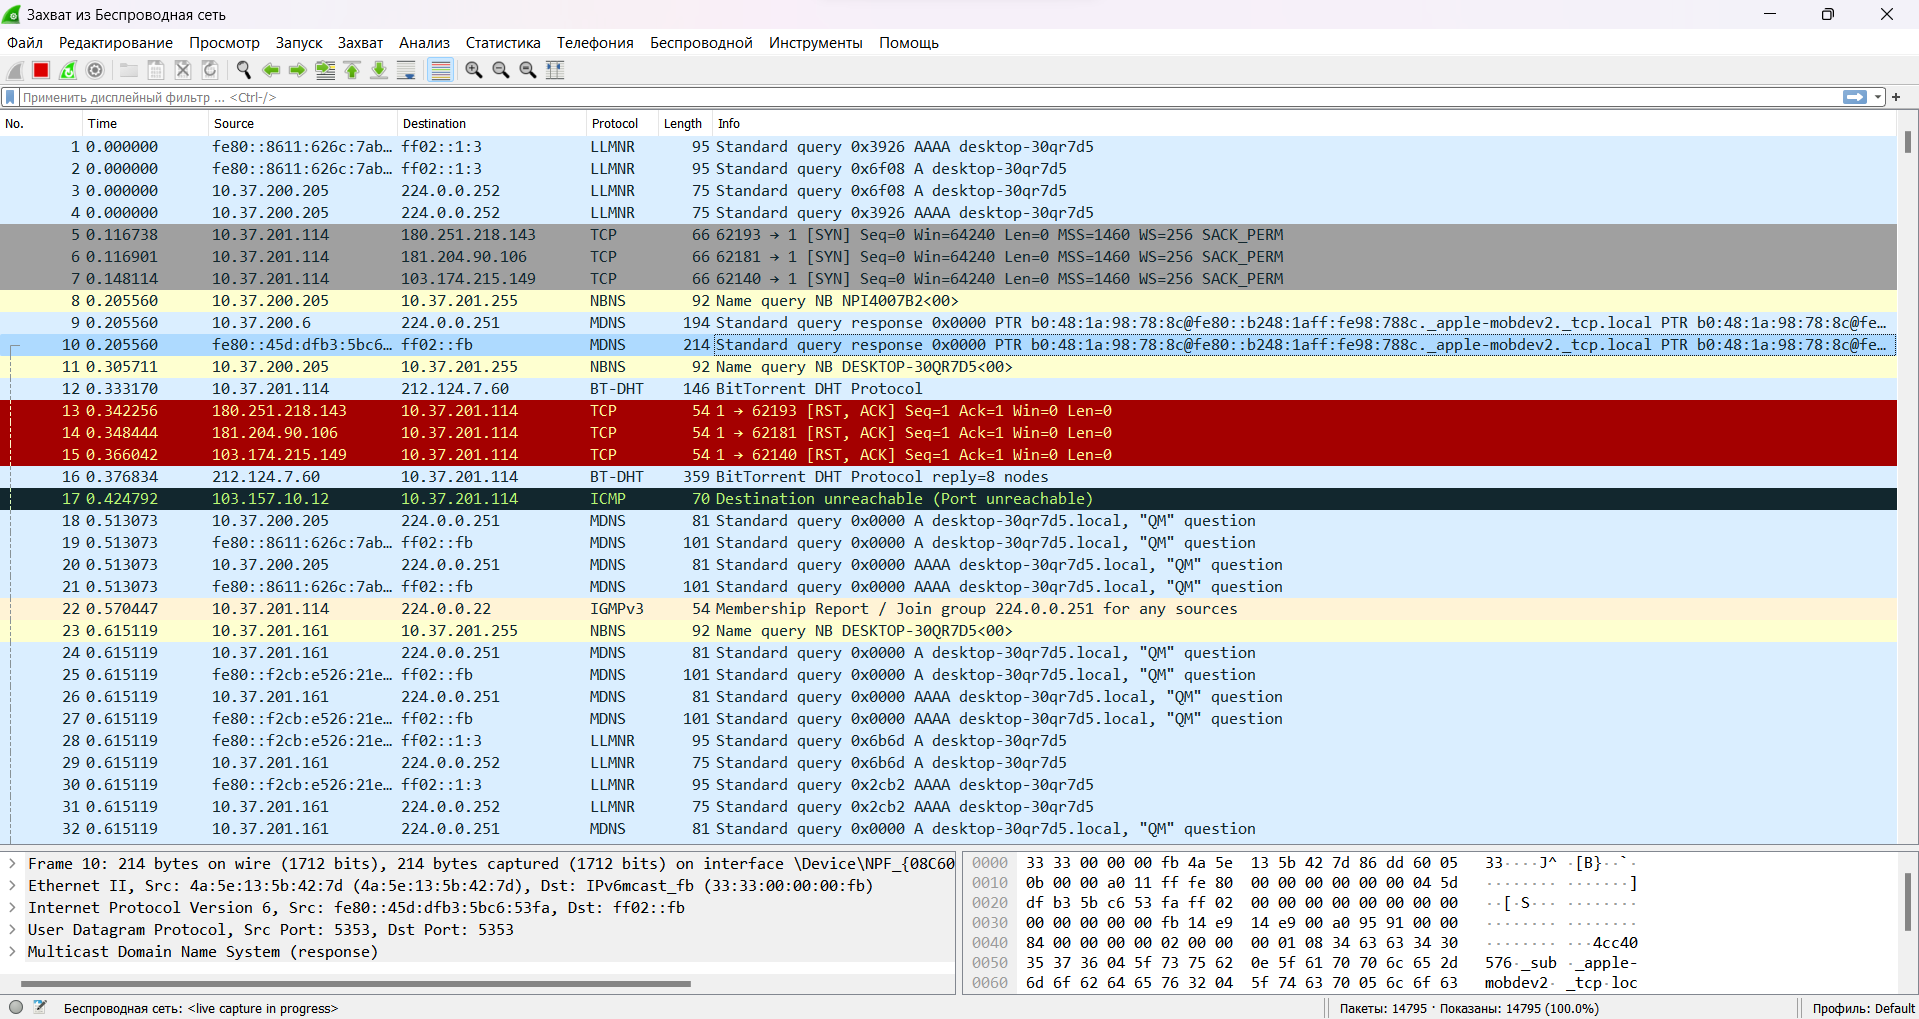 Захват из Беспроводная сеть
Файл Редактирование Просмотр Запуск Захват Анализ Статистика Телефония Беспроводной Инструменты Помощь
Применить дисплейный фильтр ... <Ctrl-/>
No. Time Source Destination Protocol Length Info
1 0.000000 fe80::8611:626c:7ab… ff02::1:3 LLMNR 95 Standard query 0x3926 AAAA desktop-30qr7d5
2 0.000000 fe80::8611:626c:7ab… ff02::1:3 LLMNR 95 Standard query 0x6f08 A desktop-30qr7d5
3 0.000000 10.37.200.205 224.0.0.252 LLMNR 75 Standard query 0x6f08 A desktop-30qr7d5
4 0.000000 10.37.200.205 224.0.0.252 LLMNR 75 Standard query 0x3926 AAAA desktop-30qr7d5
5 0.116738 10.37.201.114 180.251.218.143 TCP 66 62193 → 1 [SYN] Seq=0 Win=64240 Len=0 MSS=1460 WS=256 SACK_PERM
6 0.116901 10.37.201.114 181.204.90.106 TCP 66 62181 → 1 [SYN] Seq=0 Win=64240 Len=0 MSS=1460 WS=256 SACK_PERM
7 0.148114 10.37.201.114 103.174.215.149 TCP 66 62140 → 1 [SYN] Seq=0 Win=64240 Len=0 MSS=1460 WS=256 SACK_PERM
8 0.205560 10.37.200.205 10.37.201.255 NBNS 92 Name query NB NPI4007B2<00>
9 0.205560 10.37.200.6 224.0.0.251 MDNS 194 Standard query response 0x0000 PTR b0:48:1a:98:78:8c@fe80::b248:1aff:fe98:788c._apple-mobdev2._tcp.local PTR b0:48:1a:98:78:8c@fe…
10 0.205560 fe80::45d:dfb3:5bc6… ff02::fb MDNS 214 Standard query response 0x0000 PTR b0:48:1a:98:78:8c@fe80::b248:1aff:fe98:788c._apple-mobdev2._tcp.local PTR b0:48:1a:98:78:8c@fe…
11 0.305711 10.37.200.205 10.37.201.255 NBNS 92 Name query NB DESKTOP-30QR7D5<00>
12 0.333170 10.37.201.114 212.124.7.60 BT-DHT 146 BitTorrent DHT Protocol
13 0.342256 180.251.218.143 10.37.201.114 TCP 54 1 → 62193 [RST, ACK] Seq=1 Ack=1 Win=0 Len=0
14 0.348444 181.204.90.106 10.37.201.114 TCP 54 1 → 62181 [RST, ACK] Seq=1 Ack=1 Win=0 Len=0
15 0.366042 103.174.215.149 10.37.201.114 TCP 54 1 → 62140 [RST, ACK] Seq=1 Ack=1 Win=0 Len=0
16 0.376834 212.124.7.60 10.37.201.114 BT-DHT 359 BitTorrent DHT Protocol reply=8 nodes
17 0.424792 103.157.10.12 10.37.201.114 ICMP 70 Destination unreachable (Port unreachable)
18 0.513073 10.37.200.205 224.0.0.251 MDNS 81 Standard query 0x0000 A desktop-30qr7d5.local, "QM" question
19 0.513073 fe80::8611:626c:7ab… ff02::fb MDNS 101 Standard query 0x0000 A desktop-30qr7d5.local, "QM" question
20 0.513073 10.37.200.205 224.0.0.251 MDNS 81 Standard query 0x0000 AAAA desktop-30qr7d5.local, "QM" question
21 0.513073 fe80::8611:626c:7ab… ff02::fb MDNS 101 Standard query 0x0000 AAAA desktop-30qr7d5.local, "QM" question
22 0.570447 10.37.201.114 224.0.0.22 IGMPv3 54 Membership Report / Join group 224.0.0.251 for any sources
23 0.615119 10.37.201.161 10.37.201.255 NBNS 92 Name query NB DESKTOP-30QR7D5<00>
24 0.615119 10.37.201.161 224.0.0.251 MDNS 81 Standard query 0x0000 A desktop-30qr7d5.local, "QM" question
25 0.615119 fe80::f2cb:e526:21e… ff02::fb MDNS 101 Standard query 0x0000 A desktop-30qr7d5.local, "QM" question
26 0.615119 10.37.201.161 224.0.0.251 MDNS 81 Standard query 0x0000 AAAA desktop-30qr7d5.local, "QM" question
27 0.615119 fe80::f2cb:e526:21e… ff02::fb MDNS 101 Standard query 0x0000 AAAA desktop-30qr7d5.local, "QM" question
28 0.615119 fe80::f2cb:e526:21e… ff02::1:3 LLMNR 95 Standard query 0x6b6d A desktop-30qr7d5
29 0.615119 10.37.201.161 224.0.0.252 LLMNR 75 Standard query 0x6b6d A desktop-30qr7d5
30 0.615119 fe80::f2cb:e526:21e… ff02::1:3 LLMNR 95 Standard query 0x2cb2 AAAA desktop-30qr7d5
31 0.615119 10.37.201.161 224.0.0.252 LLMNR 75 Standard query 0x2cb2 AAAA desktop-30qr7d5
32 0.615119 10.37.201.161 224.0.0.251 MDNS 81 Standard query 0x0000 A desktop-30qr7d5.local, "QM" question
Frame 10: 214 bytes on wire (1712 bits), 214 bytes captured (1712 bits) on interface \Device\NPF_{08C60
Ethernet II, Src: 4a:5e:13:5b:42:7d (4a:5e:13:5b:42:7d), Dst: IPv6mcast_fb (33:33:00:00:00:fb)
Internet Protocol Version 6, Src: fe80::45d:dfb3:5bc6:53fa, Dst: ff02::fb
User Datagram Protocol, Src Port: 5353, Dst Port: 5353
Multicast Domain Name System (response)
0000 33 33 00 00 00 fb 4a 5e 13 5b 42 7d 86 dd 60 05 33····J^ ·[B}··`·
0010 0b 00 00 a0 11 ff fe 80 00 00 00 00 00 00 04 5d ········ ·······]
0020 df b3 5b c6 53 fa ff 02 00 00 00 00 00 00 00 00 ··[·S··· ········
0030 00 00 00 00 00 fb 14 e9 14 e9 00 a0 95 91 00 00 ········ ········
0040 84 00 00 00 00 02 00 00 00 01 08 34 63 63 34 30 ········ ···4cc40
0050 35 37 36 04 5f 73 75 62 0e 5f 61 70 70 6c 65 2d 576·_sub ·_apple-
0060 6d 6f 62 64 65 76 32 04 5f 74 63 70 05 6c 6f 63 mobdev2· _tcp·loc
Беспроводная сеть: <live capture in progress>
Пакеты: 14795 · Показаны: 14795 (100.0%)
Профиль: Default